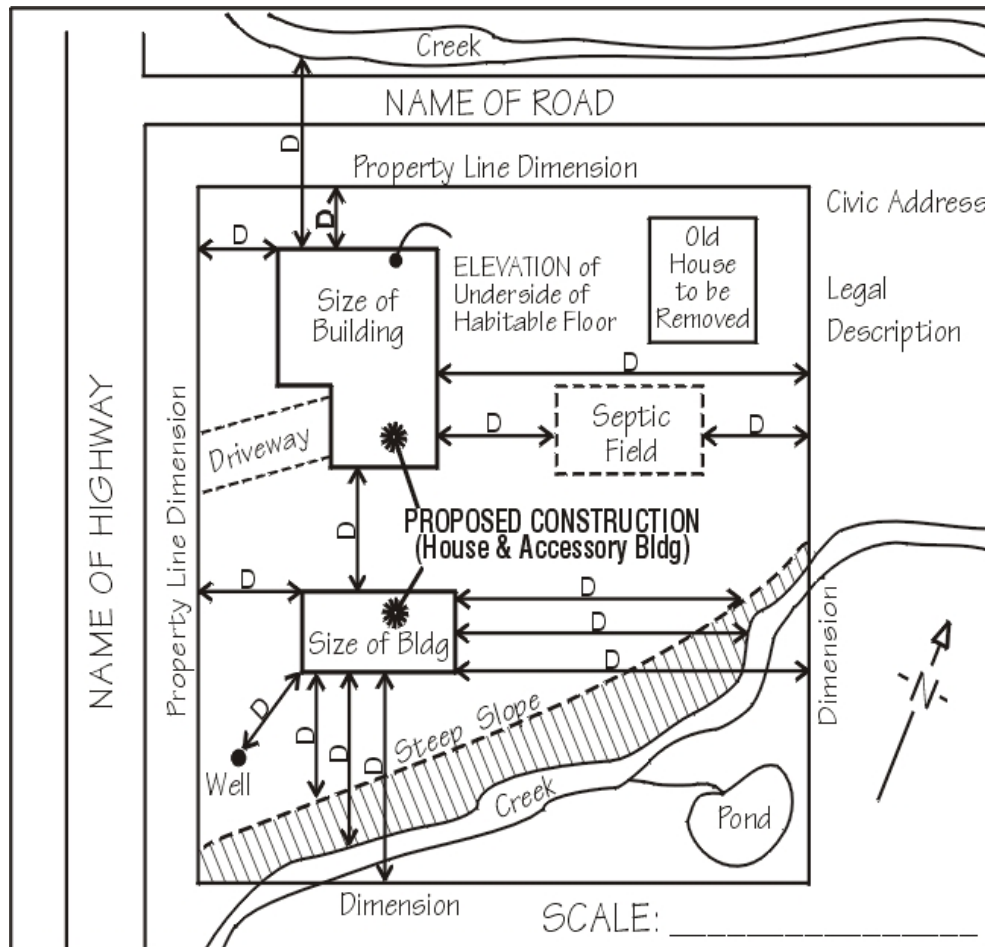 Creek
NAME OF ROAD
D
Property Line Dimension
D
D
Civic Address
Old
House
to be
Removed
ELEVATION of
Underside of
Habitable Floor
Size of
Building
Legal
Description
D
Septic
Field
D
D
Driveway
NAME OF HIGHWAY
Property Line Dimension
PROPOSED CONSTRUCTION
(House & Accessory Bldg)
D
D
D
D
D
Size of Bldg
Dimension
N
D
D
D
D
Steep Slope
Well
Creek
Pond
Dimension
SCALE: _______________